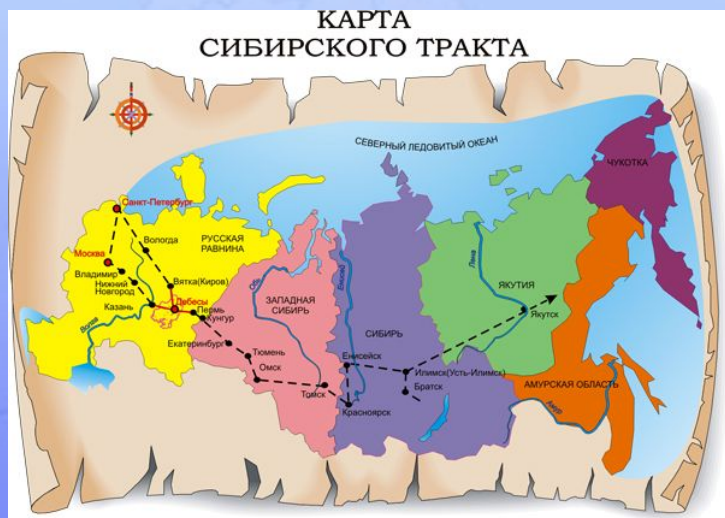 КАРТА
СИБИРСКОГО ТРАКТА
СЕВЕРНЫЙ ЛЕДОВИТЫЙ ОКЕАН
ЧУКОТКА
Санкт-Петербург
Вологда
РУССКАЯ
РАВНИНА
Москва
Владимир
Нижний
Новгород
Вятка(Киров)
Казань
Дебесы
Пермь
Кунгур
Волга
Екатеринбург
Тюмень
Омск
Обь
ЗАПАДНАЯ
СИБИРЬ
Томск
Енисей
СИБИРЬ
Енисейск
Красноярск
Илимск(Усть-Илимск)
Братск
Лена
ЯКУТИЯ
Якутск
АМУРСКАЯ ОБЛАСТЬ
Амур